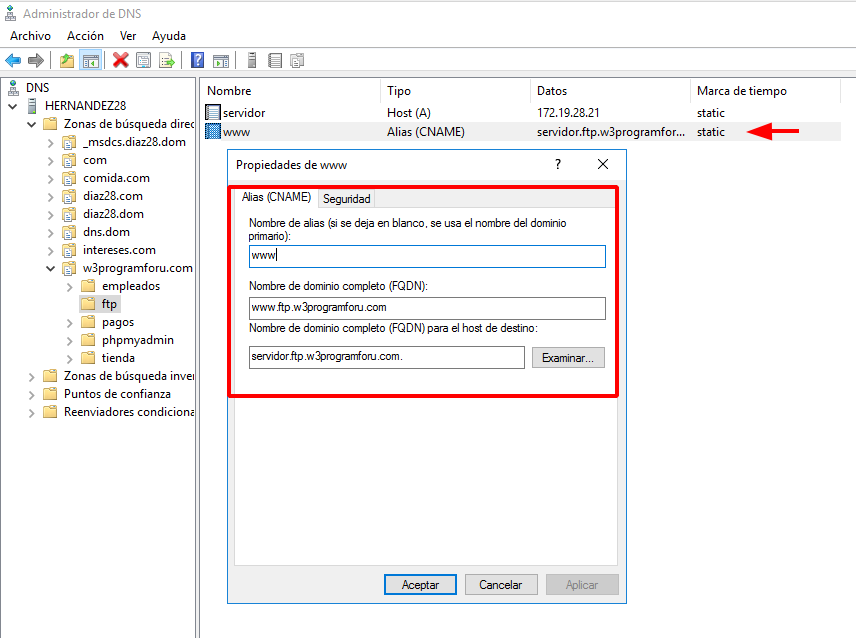 Administrador de DNS
Archivo Acción Ver Ayuda
DNS
HERNANDEZ28
Zonas de búsqueda direc
_msdcs.diaz28.dom
com
comida.com
diaz28.com
diaz28.dom
dns.dom
intereses.com
w3programforu.com
empleados
ftp
pagos
phpmyadmin
tienda
Zonas de búsqueda inver
Puntos de confianza
Reenviadores condiciona
Nombre Tipo Datos Marca de tiempo
servidor Host (A) 172.19.28.21 static
www Alias (CNAME) servidor.ftp.w3programfor... static
Propiedades de www ?
Alias (CNAME) Seguridad
Nombre de alias (si se deja en blanco, se usa el nombre del dominio
primario):
www
Nombre de dominio completo (FQDN):
www.ftp.w3programforu.com
Nombre de dominio completo (FQDN) para el host de destino:
servidor.ftp.w3programforu.com. Examinar...
Aceptar Cancelar Aplicar